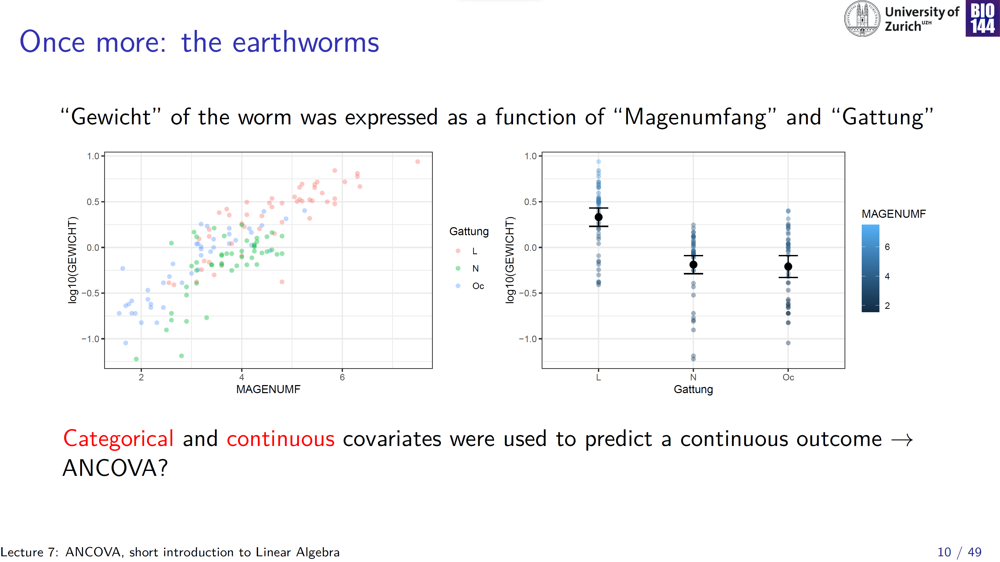 University of
Zurich UZH
BIO
144
Once more: the earthworms
“Gewicht” of the worm was expressed as a function of “Magenumfang” and “Gattung”
1.0
0.5
0.0
−0.5
−1.0
log10(GEWICHT)
2
4
6
MAGENUMF
Gattung
L
N
Oc
1.0
0.5
0.0
−0.5
−1.0
log10(GEWICHT)
L
N
Oc
Gattung
MAGENUMF
6
4
2
Categorical and continuous covariates were used to predict a continuous outcome →
ANCOVA?
Lecture 7: ANCOVA, short introduction to Linear Algebra
10 / 49